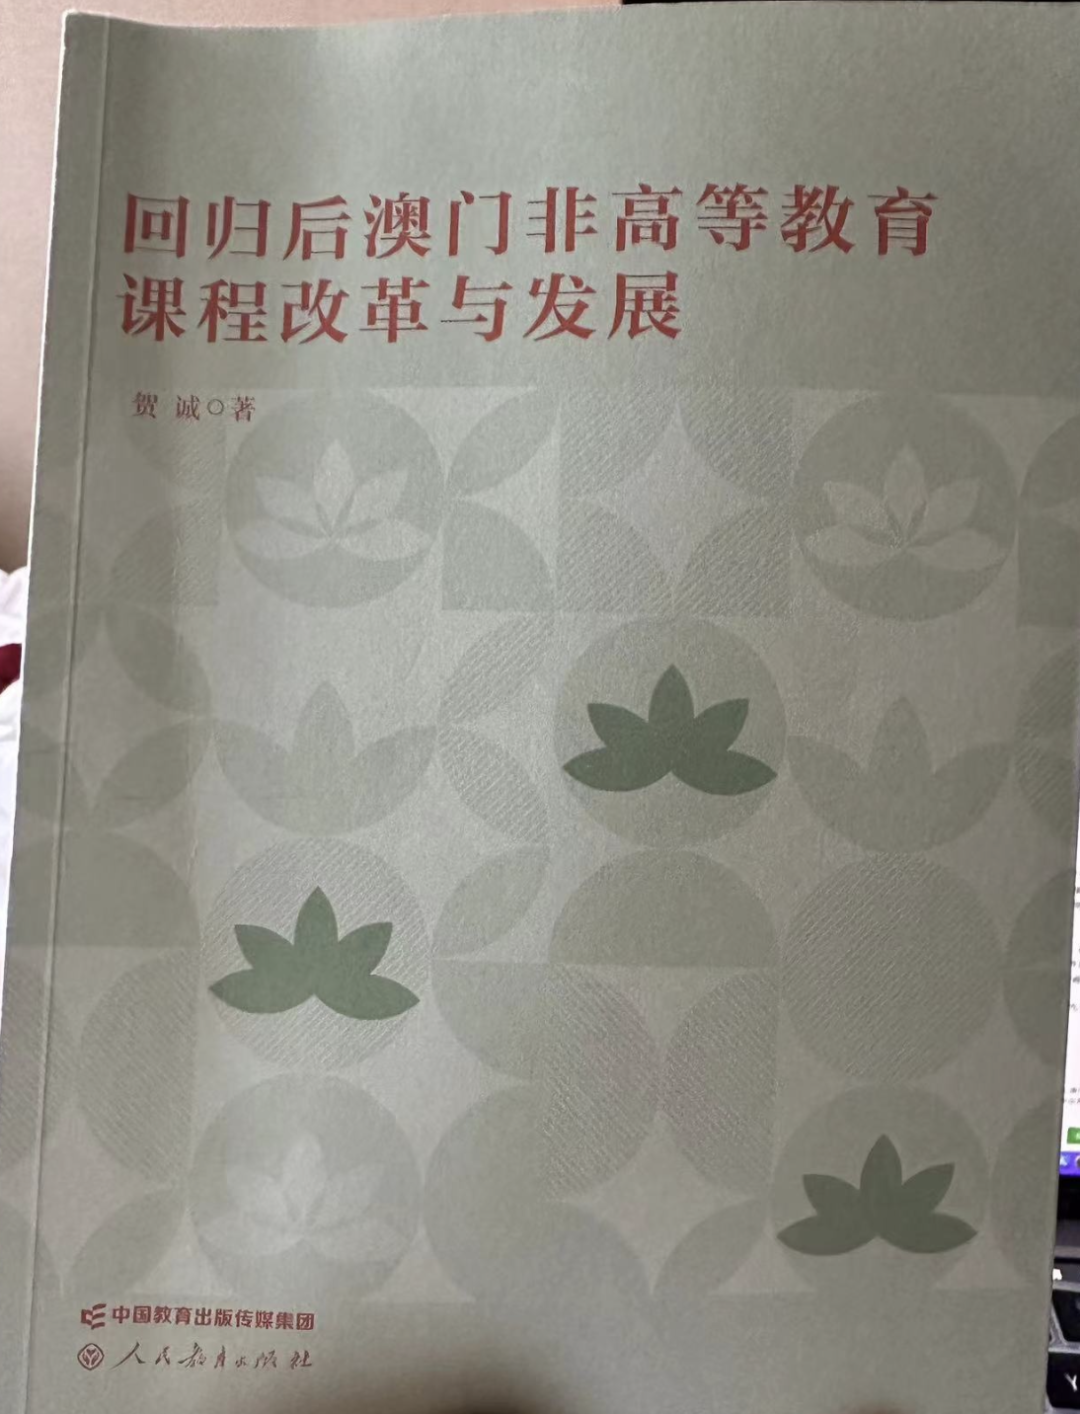 回归后澳门非高等教育
课程改革与发展
贺 诚○著
中国教育出版传媒集团
人民教育出版社
Y